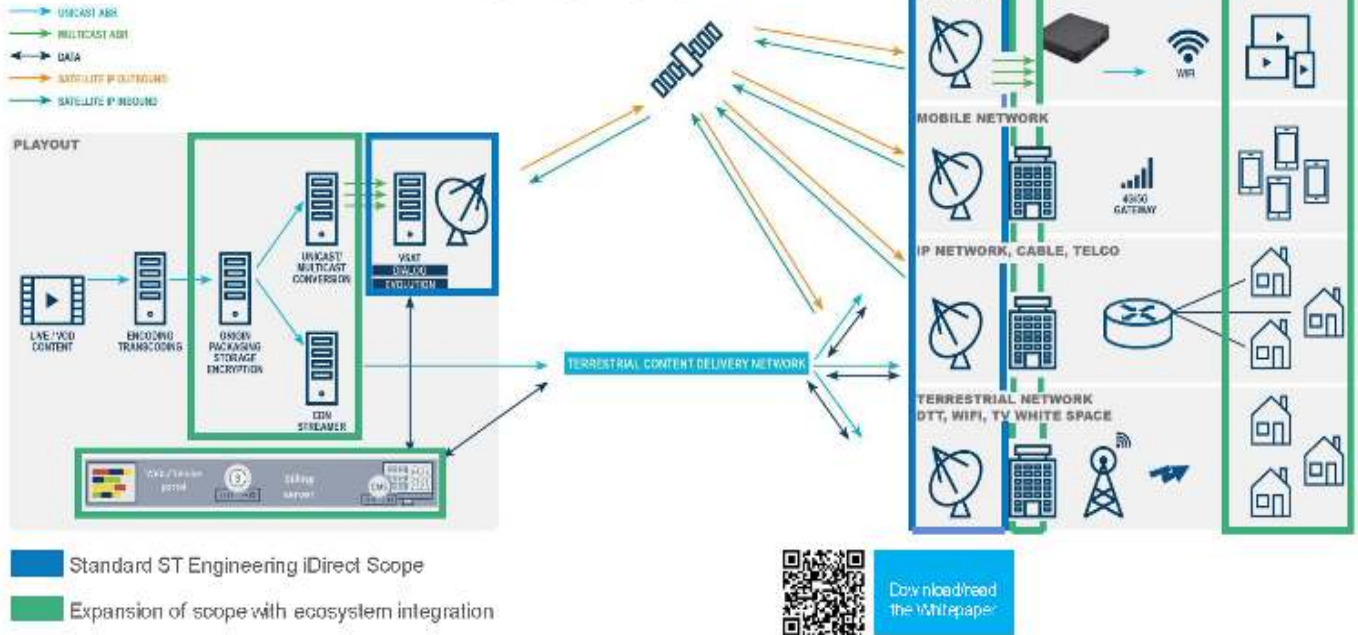 UNICAST ABR
MULTICAST ABR
DATA
SATELLITE IP OUTBOUND
SATELLITE IP INBOUND
PLAYOUT
LIVE / VOD
CONTENT
ENCODING
TRANSCODING
ORIGIN
PACKAGING
STORAGE
ENCRYPTION
UNICAST/
MULTICAST
CONVERSION
CDN
STREAMER
VSAT
DIALOG
EVOLUTION
portal
Billing
server
TERRESTRIAL CONTENT DELIVERY NETWORK
WIFI
MOBILE NETWORK
4G/5G
GATEWAY
IP NETWORK, CABLE, TELCO
TERRESTRIAL NETWORK
DTT, WIFI, TV WHITE SPACE
Standard ST Engineering iDirect Scope
Expansion of scope with ecosystem integration
Download/read
the Whitepaper